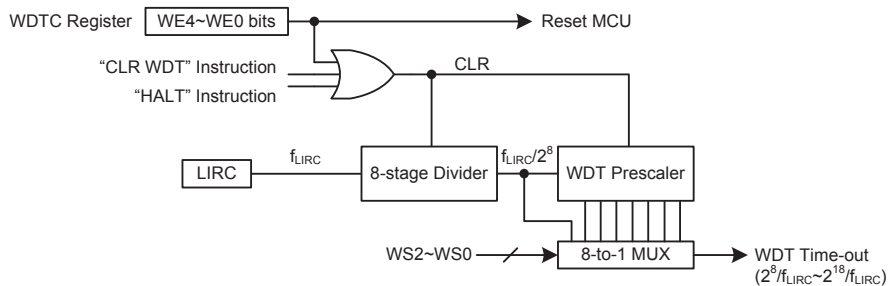 WDTC Register WE4~WE0 bits Reset MCU
“CLR WDT” Instruction
CLR
“HALT” Instruction
fLIRC
fLIRC/2⁸
LIRC
8-stage Divider
WDT Prescaler
WS2~WS0
8-to-1 MUX
WDT Time-out
(2⁸/fLIRC~2¹⁸/fLIRC)